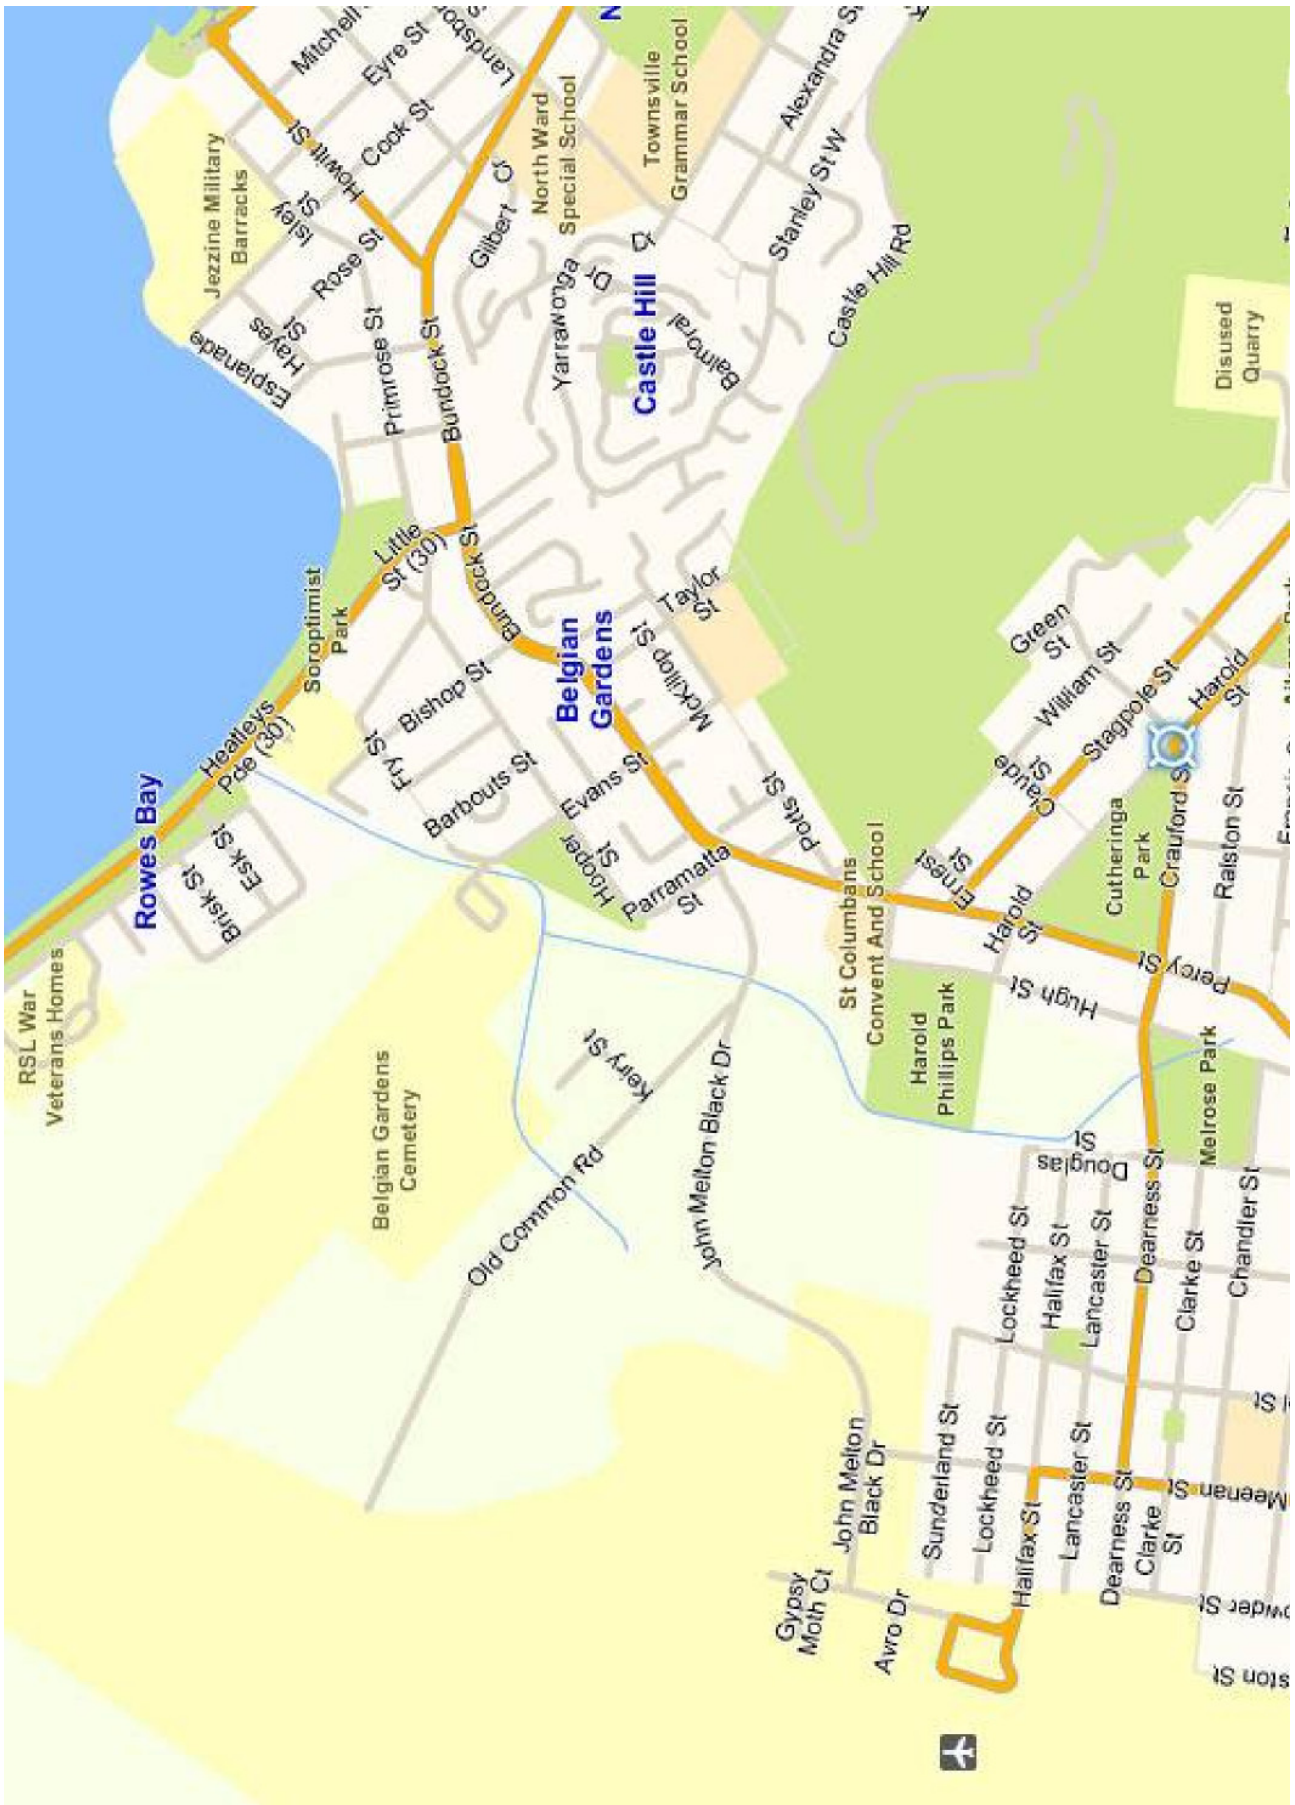 Mitchell
Eyre St
Landsbor
Cook St
Howitt St
Isley
St
Jezzine Military
Barracks
Rose St
Gilbert Cr
North Ward
Special School
Townsville
Grammar School
Alexandra St
Stanley St W
Castle Hill Rd
Yarrawonga
Dr
Castle Hill
Balmoral
Esplanade
Hayes
St
Primrose St
Bundock St
Disused
Quarry
Little
St (30)
Bundock St
Bundock
Soroptimist
Park
Belgian
Gardens
Taylor
St
McKillop St
Bishop St
Fry St
Barbouts St
Evans St
Hooper
St
Parramatta
St
Potts St
Heatleys
Pde (30)
Rowes Bay
Esk St
Brisk St
RSL War
Veterans Homes
Green
St
William St
Stagpole St
Harold
St
Claude
St
Ernest
St
Harold
St
Cutheringa
Park
Crauford S
Ralston St
St Columbans
Convent And School
Percy St
Percy
Hugh St
Harold
Phillips Park
Melrose Park
Belgian Gardens
Cemetery
Keiry St
Old Common Rd
John Melton Black Dr
Douglas
St
Lockheed St
Halifax St
Lancaster St
Dearness St
Clarke St
Chandler St
John Melton
Black Dr
Sunderland St
Lockheed St
Halifax St
Lancaster St
Dearness St
Clarke
St
Meenan St
owder St
ston St
Gypsy
Moth Ct
Avro Dr